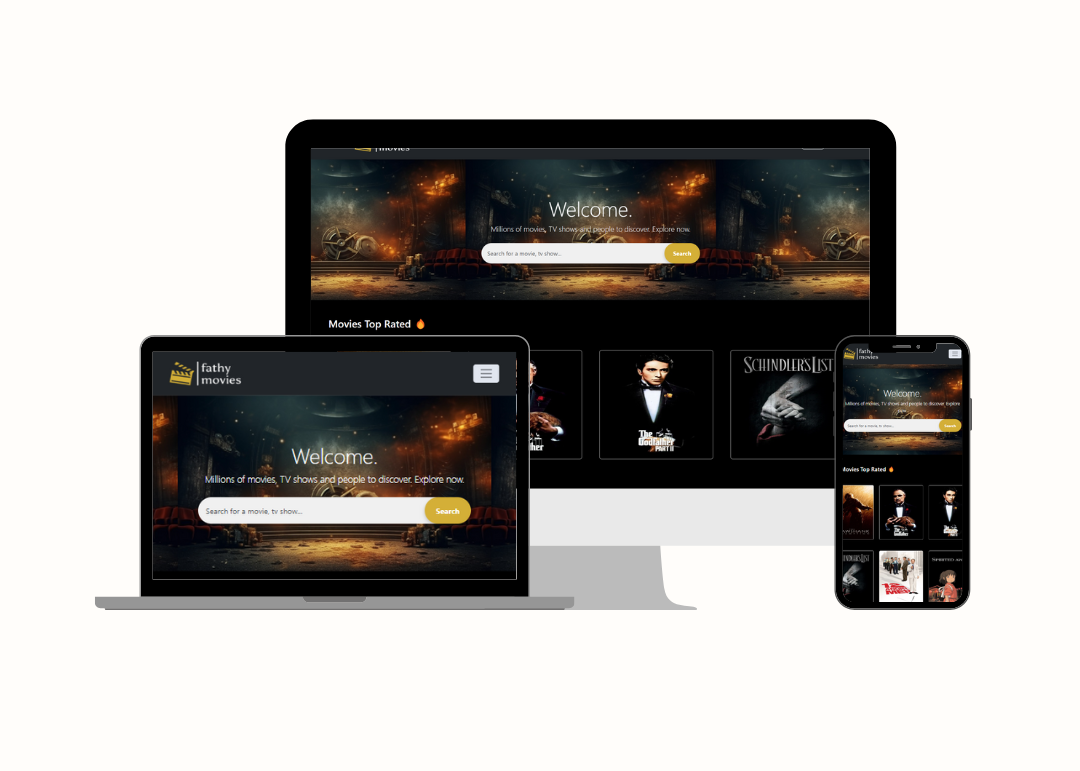 movies
Welcome.
Millions of movies, TV shows and people to discover. Explore now.
Search for a movie, tv show...
Search
Movies Top Rated
The
Godfather
PART II
SCHINDLER'S LIST
fathy
movies
Welcome.
Millions of movies, TV shows and people to discover. Explore now.
Search for a movie, tv show...
Search
fathy
movies
Welcome.
Millions of movies, TV shows and people to discover. Explore
Search for a movie, tv show...
Search
Movies Top Rated
The
Godfather